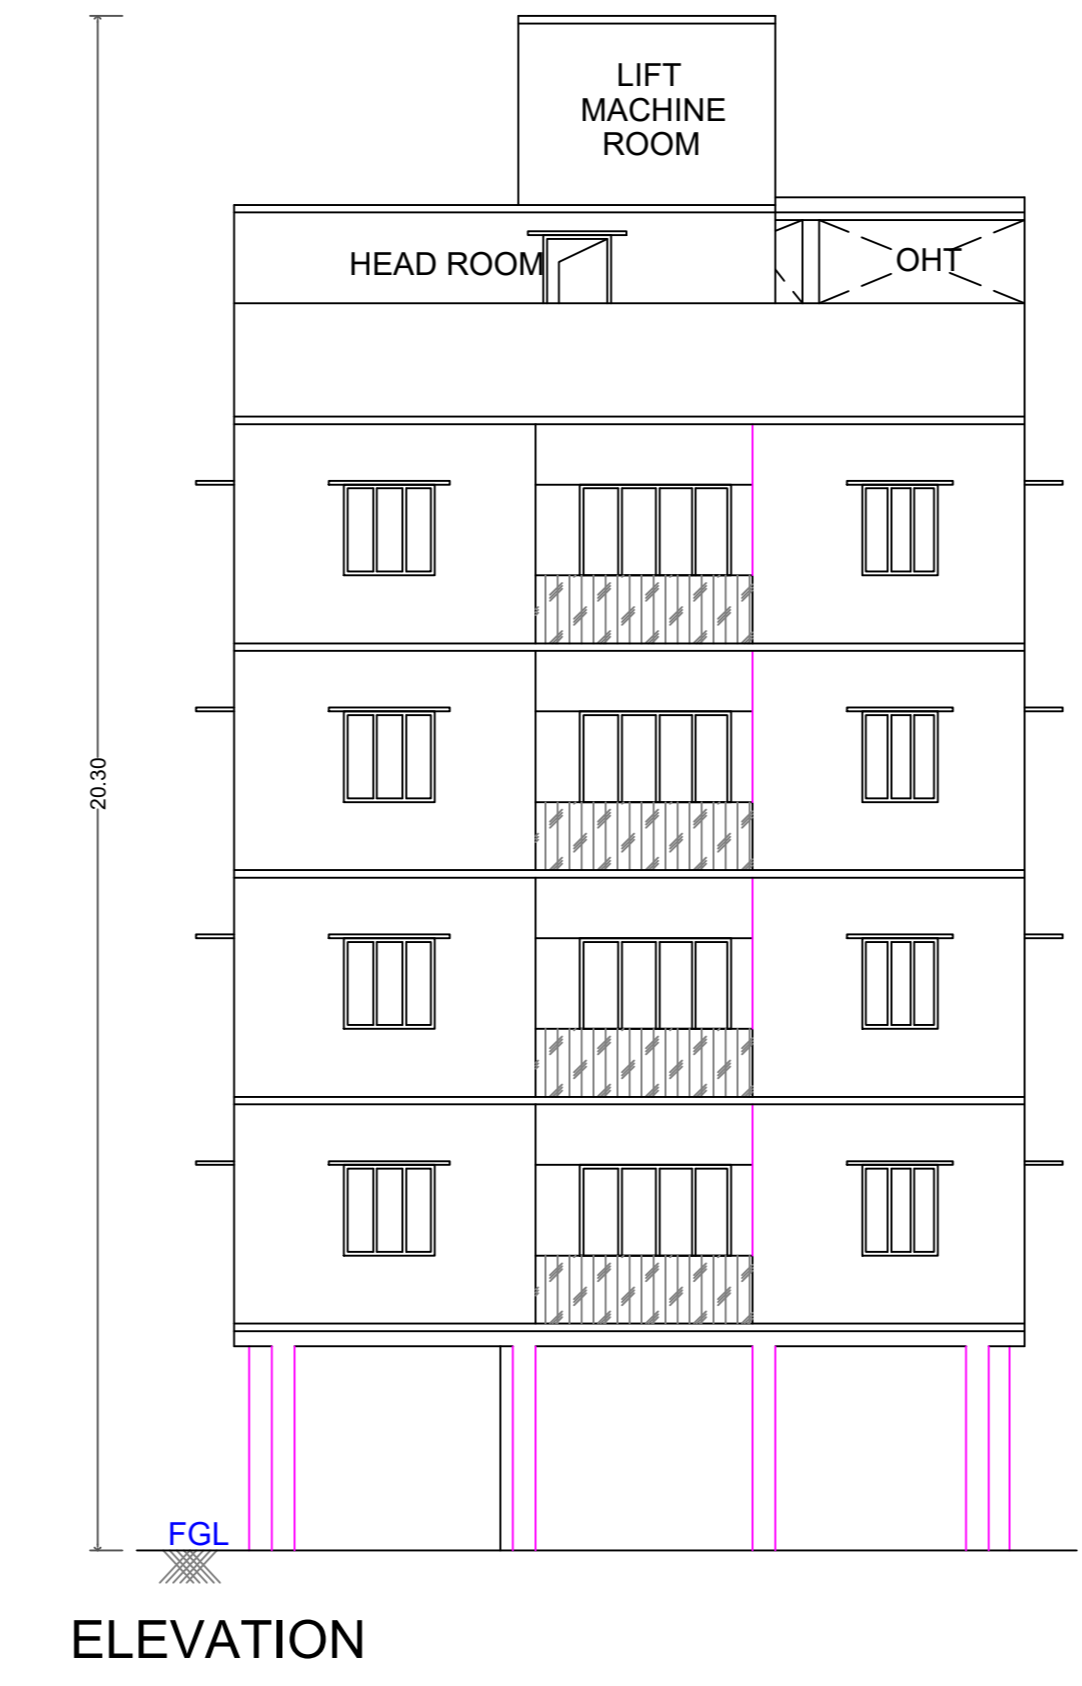 LIFT
MACHINE
ROOM
HEAD ROOM
OHT
20.30
FGL
ELEVATION